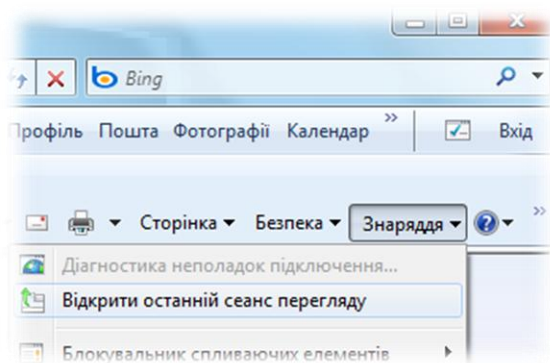 Bing
Профіль Пошта Фотографії Календар » Вхід
Сторінка Безпека Знаряддя »
Діагностика неполадок підключення...
Відкрити останній сеанс перегляду
Блокувальник спливаючих елементів